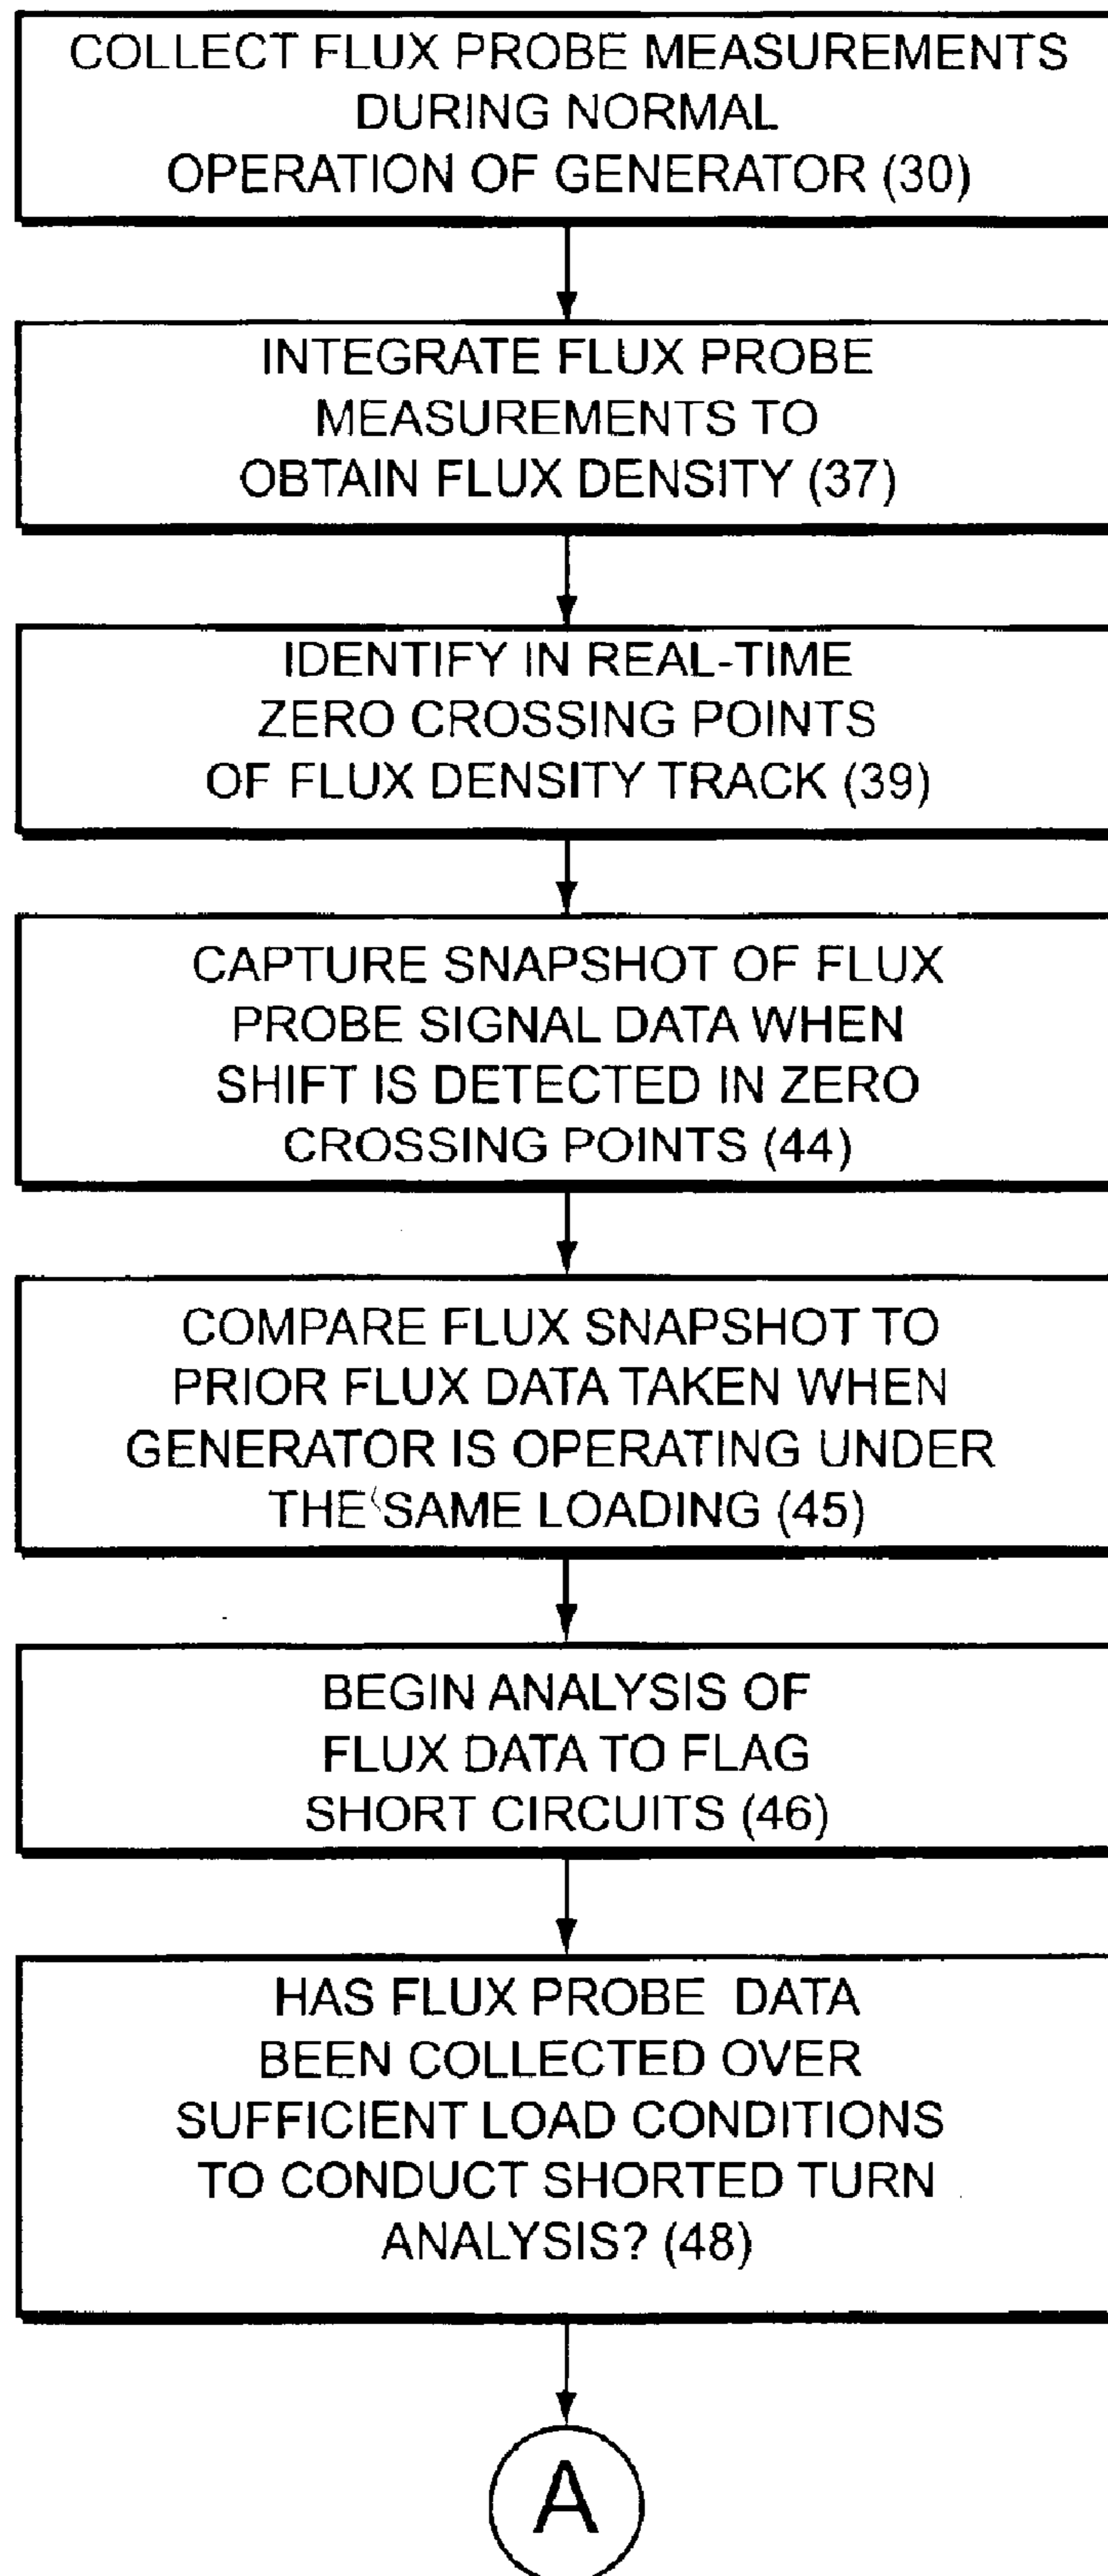 COLLECT FLUX PROBE MEASUREMENTS
DURING NORMAL
OPERATION OF GENERATOR (30)
INTEGRATE FLUX PROBE
MEASUREMENTS TO
OBTAIN FLUX DENSITY (37)
IDENTIFY IN REAL-TIME
ZERO CROSSING POINTS
OF FLUX DENSITY TRACK (39)
CAPTURE SNAPSHOT OF FLUX
PROBE SIGNAL DATA WHEN
SHIFT IS DETECTED IN ZERO
CROSSING POINTS (44)
COMPARE FLUX SNAPSHOT TO
PRIOR FLUX DATA TAKEN WHEN
GENERATOR IS OPERATING UNDER
THE SAME LOADING (45)
BEGIN ANALYSIS OF
FLUX DATA TO FLAG
SHORT CIRCUITS (46)
HAS FLUX PROBE DATA
BEEN COLLECTED OVER
SUFFICIENT LOAD CONDITIONS
TO CONDUCT SHORTED TURN
ANALYSIS? (48)
A